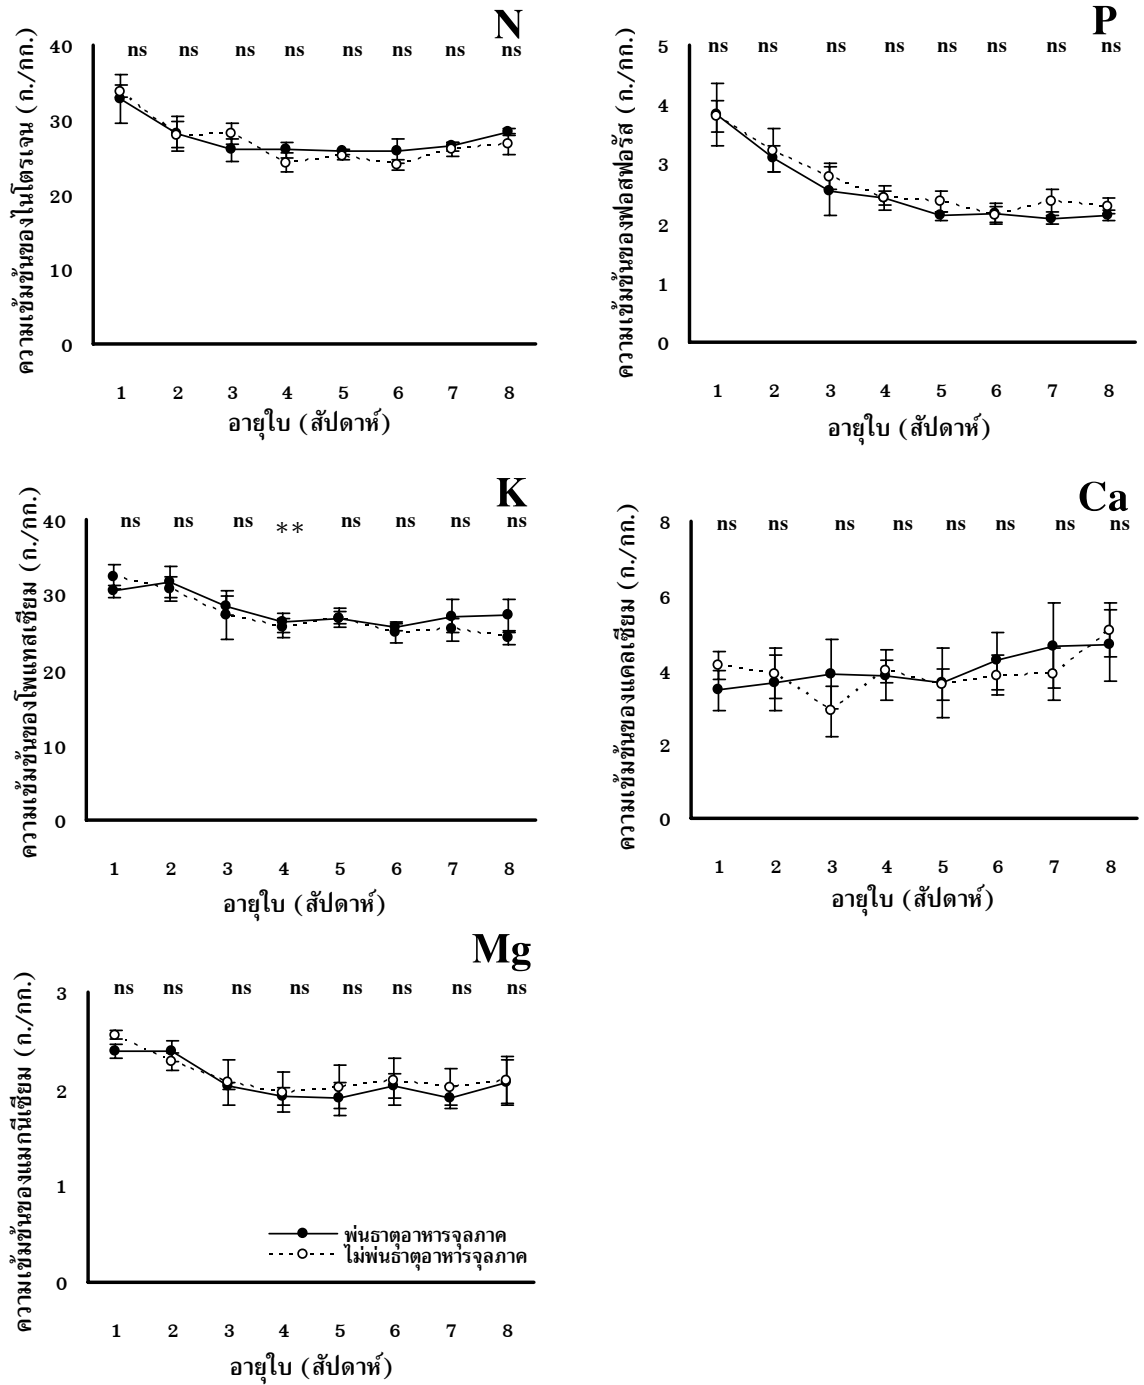 N
ความเข้มข้นของไนโตรเจน (ก./กก.)
40
30
20
10
0
ns ns ns ns ns ns ns ns
1 2 3 4 5 6 7 8
อายุใบ (สัปดาห์)
P
ความเข้มข้นของฟอสฟอรัส (ก./กก.)
5
4
3
2
1
0
ns ns ns ns ns ns ns ns
1 2 3 4 5 6 7 8
อายุใบ (สัปดาห์)
K
ความเข้มข้นของโพแทสเซียม (ก./กก.)
40
30
20
10
0
ns ns ns ** ns ns ns ns
1 2 3 4 5 6 7 8
อายุใบ (สัปดาห์)
Ca
ความเข้มข้นของแคลเซียม (ก./กก.)
8
6
4
2
0
ns ns ns ns ns ns ns ns
1 2 3 4 5 6 7 8
อายุใบ (สัปดาห์)
Mg
ความเข้มข้นของแมกนีเซียม (ก./กก.)
3
2
1
0
ns ns ns ns ns ns ns ns
พ่นธาตุอาหารจุลภาค
ไม่พ่นธาตุอาหารจุลภาค
1 2 3 4 5 6 7 8
อายุใบ (สัปดาห์)